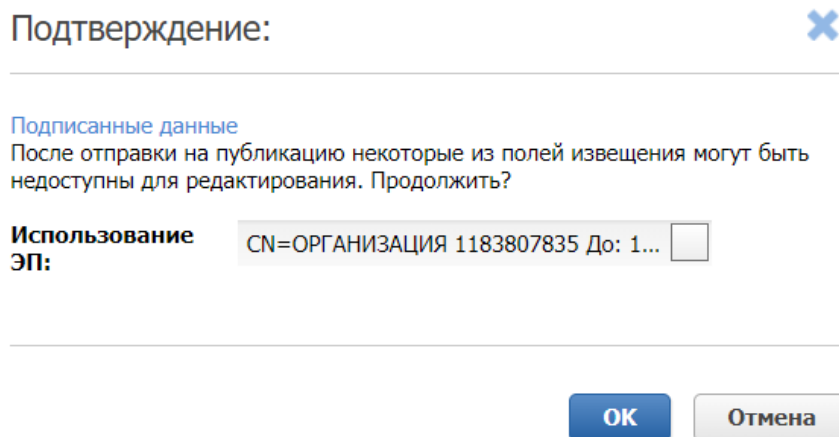 Подтверждение:
Подписанные данные
После отправки на публикацию некоторые из полей извещения могут быть
недоступны для редактирования. Продолжить?
Использование
ЭП:
CN=ОРГАНИЗАЦИЯ 1183807835 До: 1...
ОК
Отмена